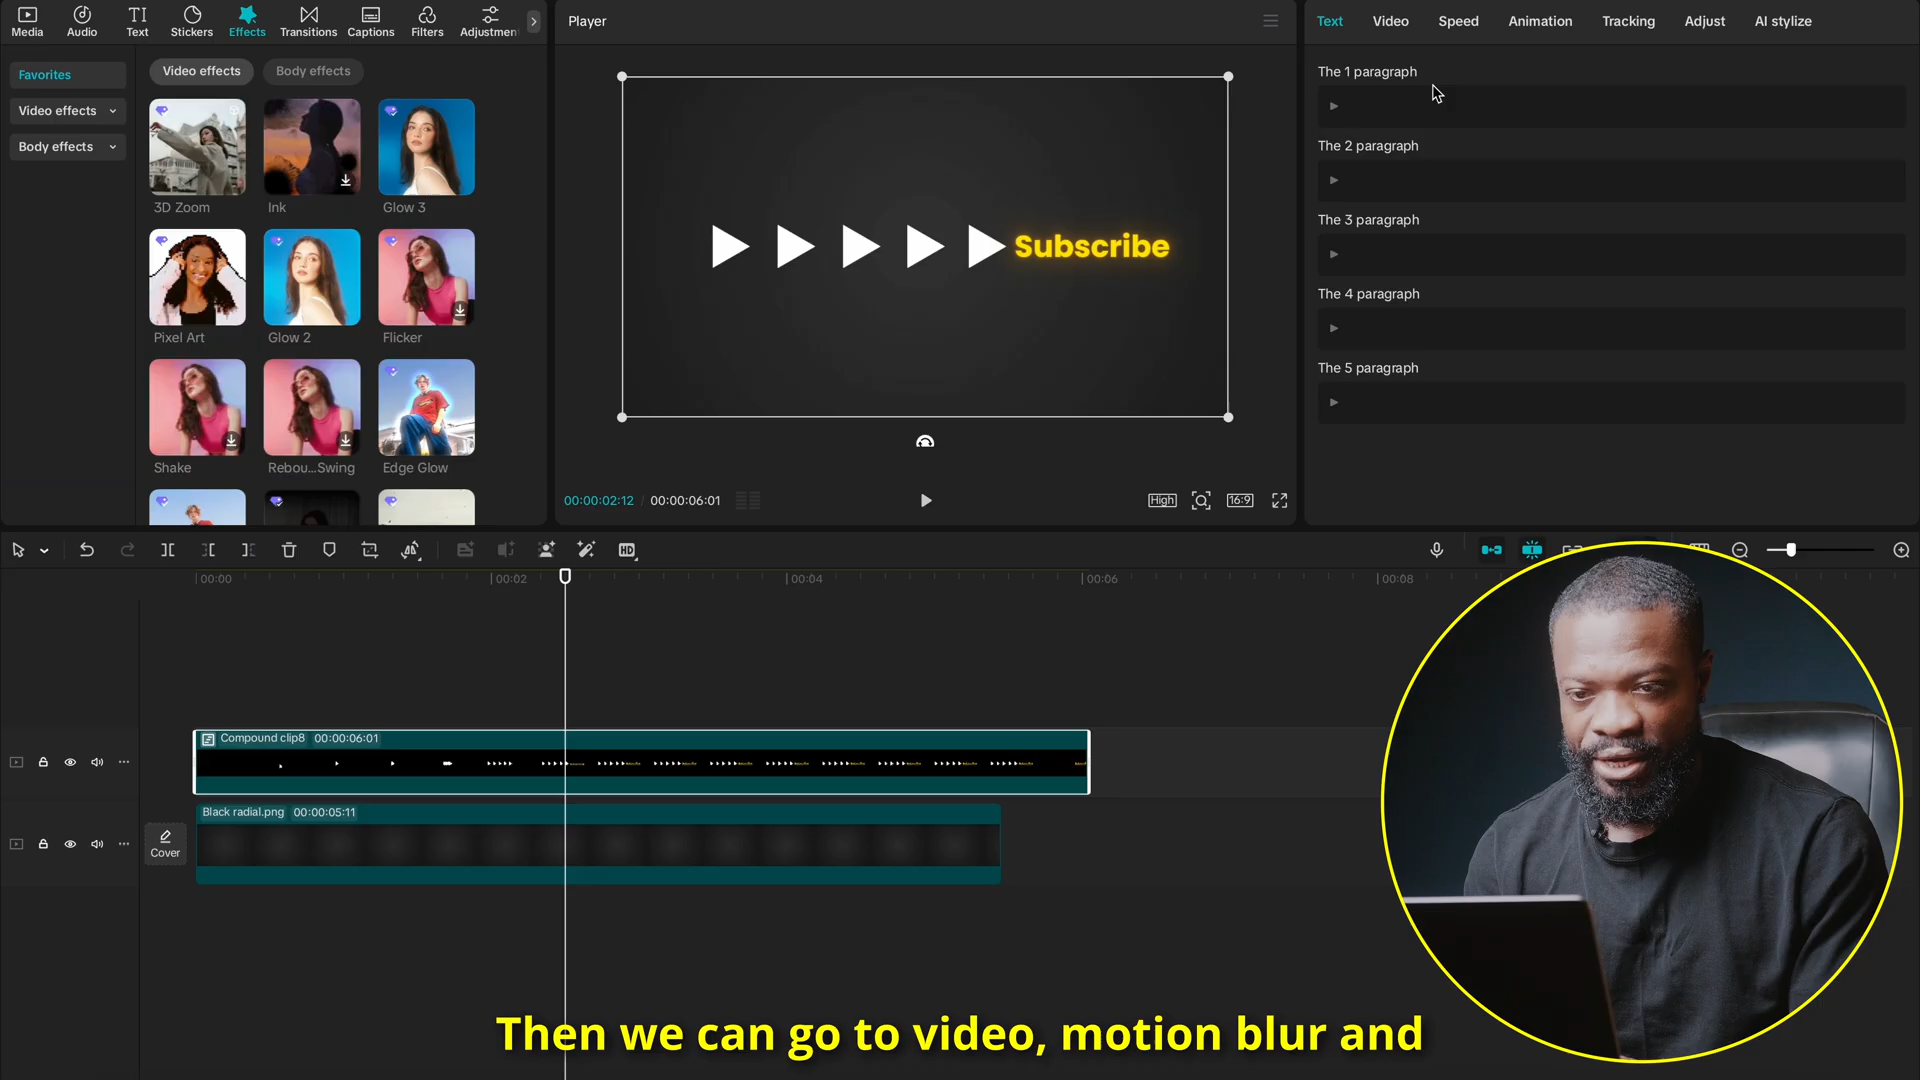 Media
Audio
Text
Stickers
Effects
Transitions
Captions
Filters
Adjustmen
Favorites
Video effects
Body effects
Video effects
Body effects
3D Zoom
Ink
Glow 3
Pixel Art
Glow 2
Flicker
Shake
Rebou...Swing
Edge Glow
Player
Subscribe
00:00:02:12 / 00:00:06:01
High
16:9
Text
Video
Speed
Animation
Tracking
Adjust
AI stylize
The 1 paragraph
The 2 paragraph
The 3 paragraph
The 4 paragraph
The 5 paragraph
HD
00:00
00:02
00:04
00:06
00:08
Compound clip8 00:00:06:01
Cover
Black radial.png 00:00:05:11
Then we can go to video, motion blur and